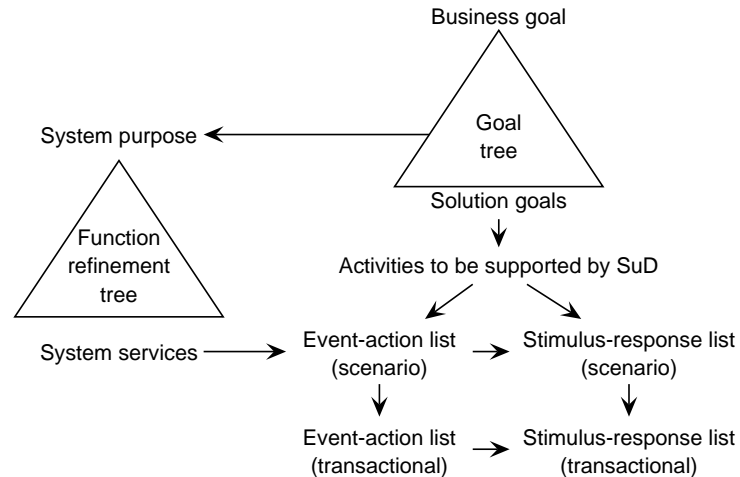 Business goal
Goal
tree
System purpose
Solution goals
Function
refinement
tree
Activities to be supported by SuD
System services
Event-action list
(scenario)
Stimulus-response list
(scenario)
Event-action list
(transactional)
Stimulus-response list
(transactional)